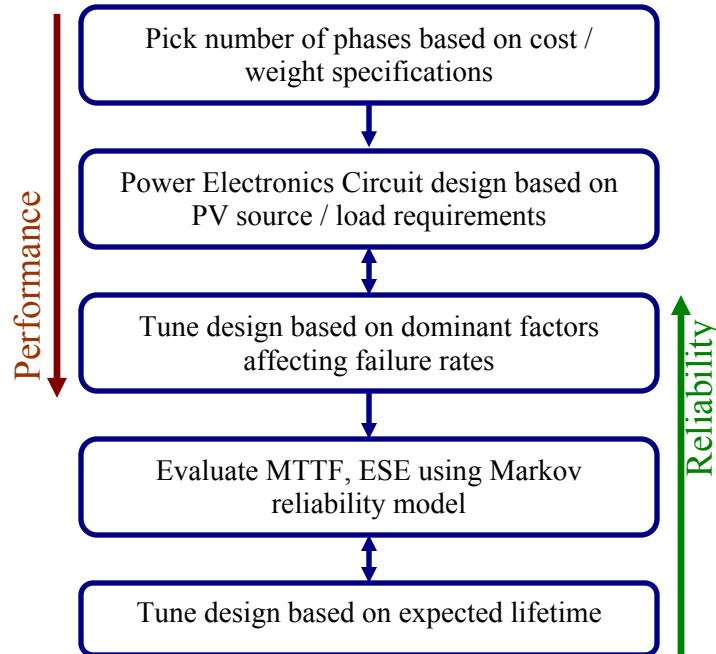 Pick number of phases based on cost /
weight specifications
Power Electronics Circuit design based on
PV source / load requirements
Performance
Tune design based on dominant factors
affecting failure rates
Reliability
Evaluate MTTF, ESE using Markov
reliability model
Tune design based on expected lifetime